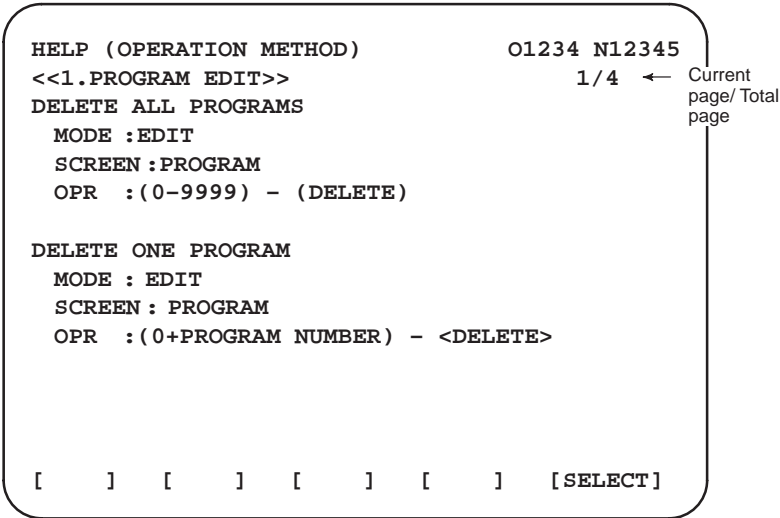 HELP (OPERATION METHOD) O1234 N12345
<<1.PROGRAM EDIT>> 1/4
Current page/ Total page
DELETE ALL PROGRAMS
MODE :EDIT
SCREEN :PROGRAM
OPR :(0–9999) – (DELETE)
DELETE ONE PROGRAM
MODE : EDIT
SCREEN : PROGRAM
OPR :(0+PROGRAM NUMBER) – <DELETE>
[ ] [ ] [ ] [ ] [SELECT]